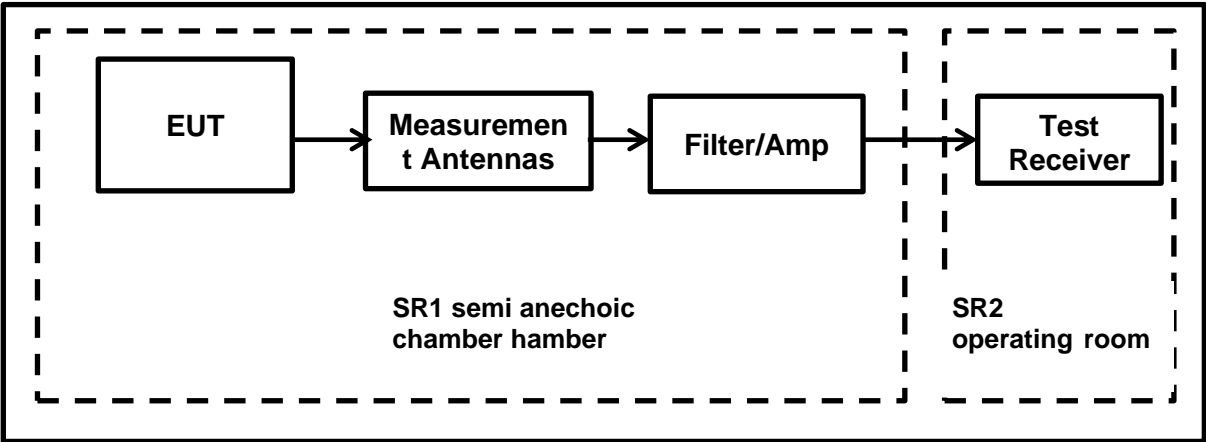 EUT
Measuremen
t Antennas
Filter/Amp
Test
Receiver
SR1 semi anechoic
chamber hamber
SR2
operating room